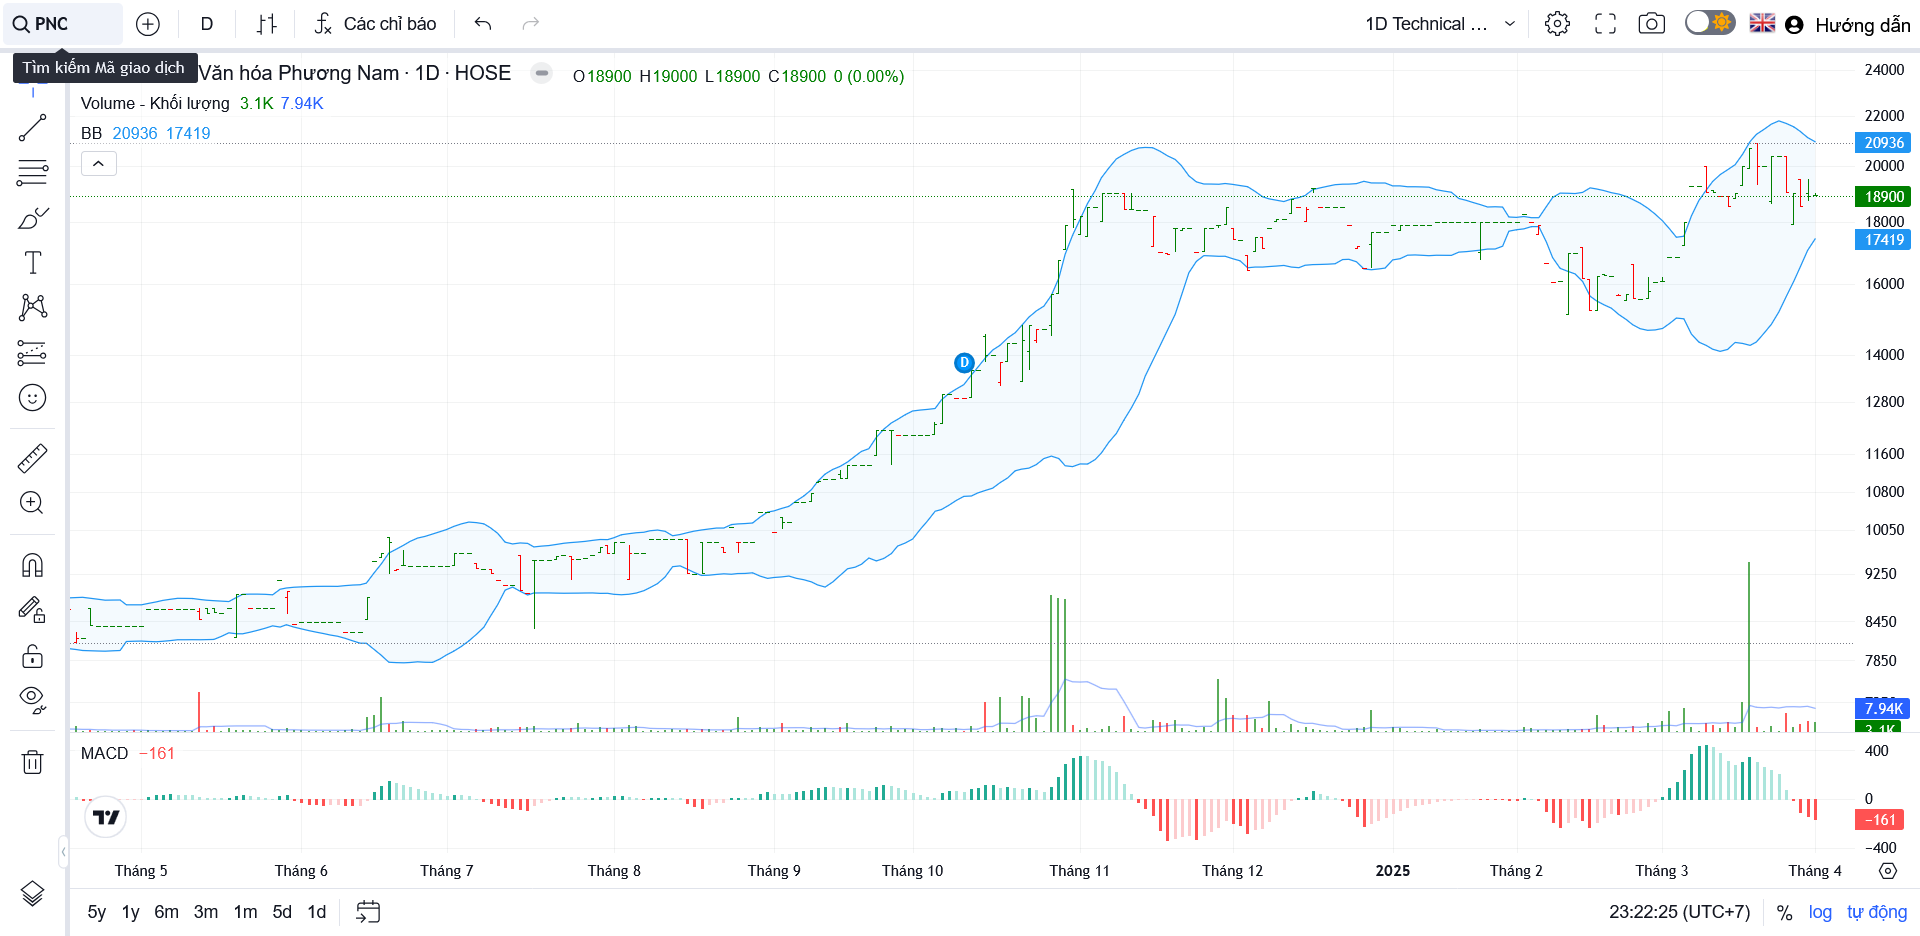 PNC
D
Các chỉ báo
1D Technical ...
Hướng dẫn
Tìm kiếm Mã giao dịch
Văn hóa Phương Nam · 1D · HOSE
O18900 H19000 L18900 C18900 0 (0.00%)
Volume - Khối lượng 3.1K 7.94K
BB 20936 17419
D
24000
22000
20936
20000
18900
18000
17419
16000
14000
12800
11600
10800
10050
9250
8450
7850
7.94K
3.1K
MACD −161
400
0
−161
−400
Tháng 5 Tháng 6 Tháng 7 Tháng 8 Tháng 9 Tháng 10 Tháng 11 Tháng 12 2025 Tháng 2 Tháng 3 Tháng 4
5y 1y 6m 3m 1m 5d 1d
23:22:25 (UTC+7) % log tự động